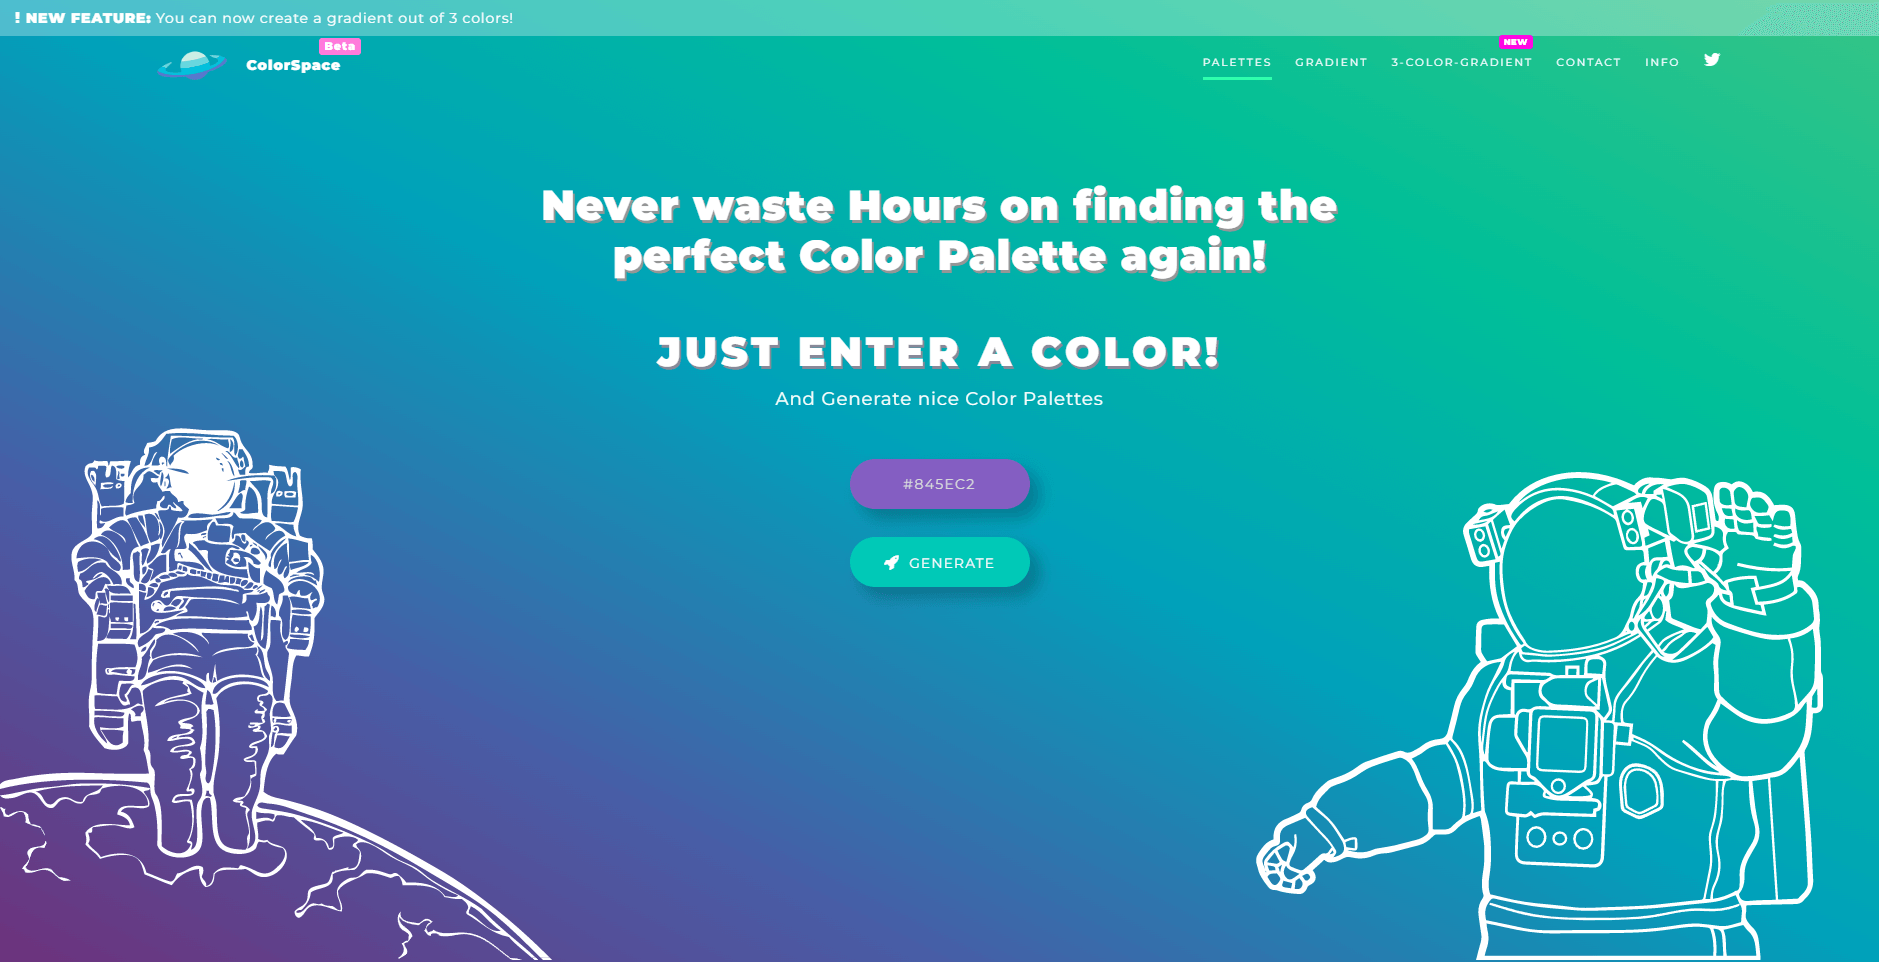 ! NEW FEATURE: You can now create a gradient out of 3 colors!
Beta
ColorSpace
NEW
PALETTES GRADIENT 3-COLOR-GRADIENT CONTACT INFO
Never waste Hours on finding the
perfect Color Palette again!
JUST ENTER A COLOR!
And Generate nice Color Palettes
#845EC2
GENERATE